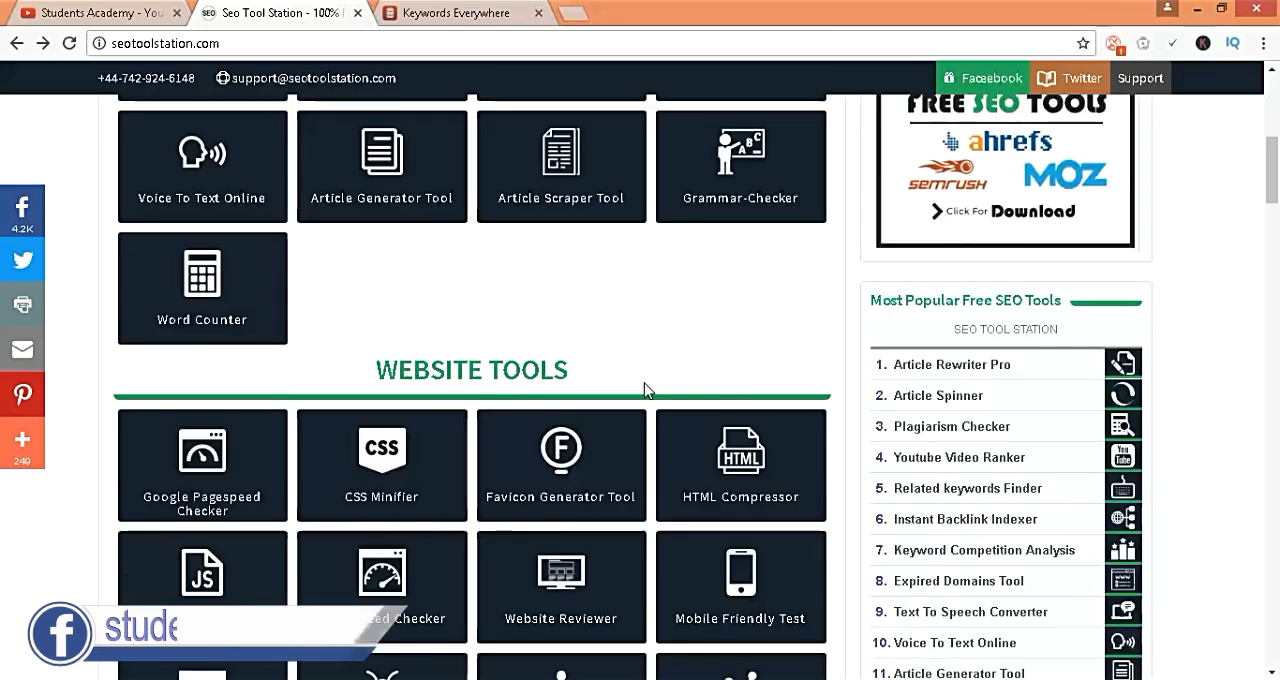 Students Academy - You
Seo Tool Station - 100%
Keywords Everywhere
seotoolstation.com
+44-742-924-6148
support@seotoolstation.com
Facebook
Twitter
Support
FREE SEO TOOLS
ahrefs
SEMRUSH
MOZ
Click For Download
Voice To Text Online
Article Generator Tool
Article Scraper Tool
Grammar-Checker
4.2K
Word Counter
Most Popular Free SEO Tools
SEO TOOL STATION
WEBSITE TOOLS
1. Article Rewriter Pro
2. Article Spinner
3. Plagiarism Checker
4. Youtube Video Ranker
5. Related keywords Finder
6. Instant Backlink Indexer
7. Keyword Competition Analysis
8. Expired Domains Tool
9. Text To Speech Converter
10. Voice To Text Online
11. Article Generator Tool
249
CSS
F
HTML
Google Pagespeed
Checker
CSS Minifier
Favicon Generator Tool
HTML Compressor
JS
Checker
Website Reviewer
Mobile Friendly Test
stude